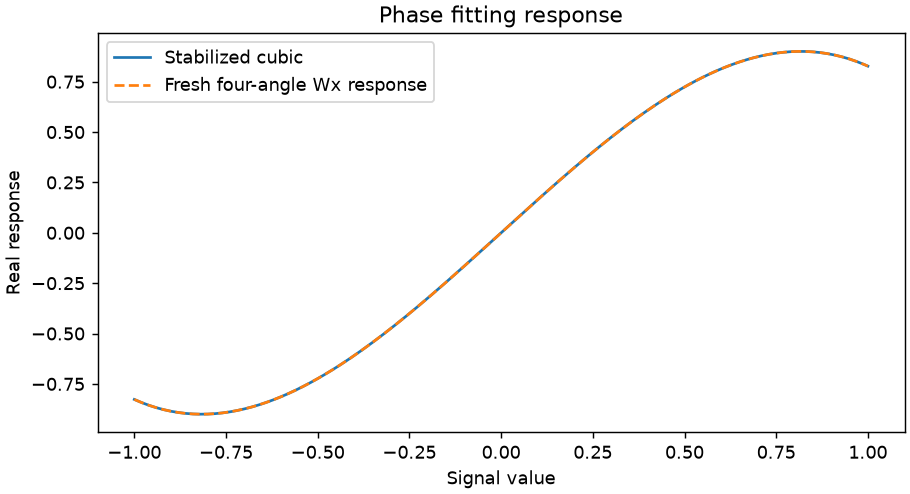 Phase fitting response
Stabilized cubic
Fresh four-angle Wx response
Real response
0.75
0.50
0.25
0.00
−0.25
−0.50
−0.75
−1.00 −0.75 −0.50 −0.25 0.00 0.25 0.50 0.75 1.00
Signal value